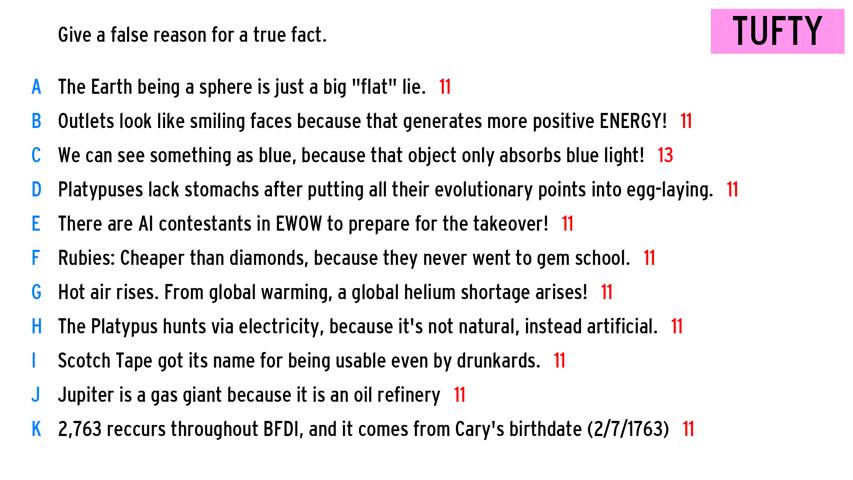 Give a false reason for a true fact.
TUFTY
A The Earth being a sphere is just a big "flat" lie. 11
B Outlets look like smiling faces because that generates more positive ENERGY! 11
C We can see something as blue, because that object only absorbs blue light! 13
D Platypuses lack stomachs after putting all their evolutionary points into egg-laying. 11
E There are AI contestants in EWOW to prepare for the takeover! 11
F Rubies: Cheaper than diamonds, because they never went to gem school. 11
G Hot air rises. From global warming, a global helium shortage arises! 11
H The Platypus hunts via electricity, because it's not natural, instead artificial. 11
I Scotch Tape got its name for being usable even by drunkards. 11
J Jupiter is a gas giant because it is an oil refinery 11
K 2,763 reccurs throughout BFDI, and it comes from Cary's birthdate (2/7/1763) 11